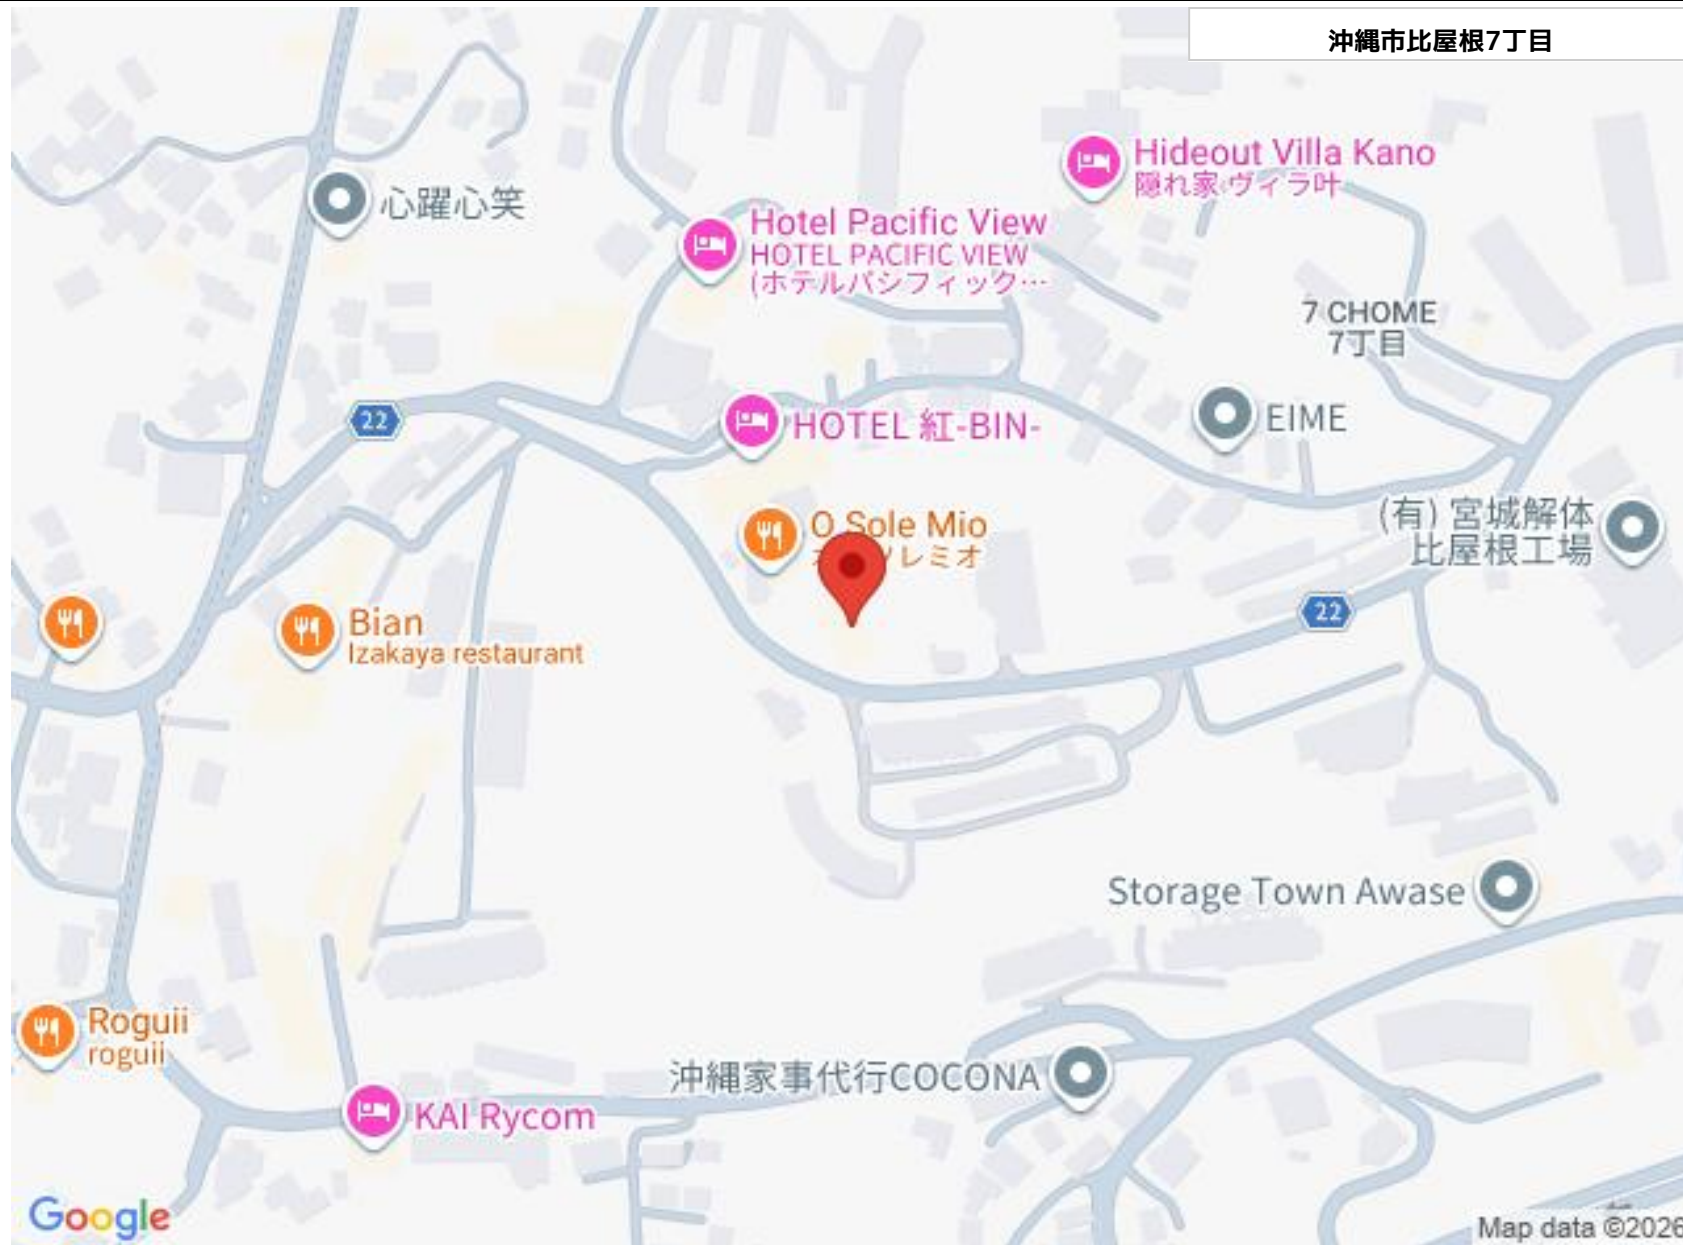 沖縄市比屋根7丁目
Hideout Villa Kano
隠れ家 ヴィラ叶
心躍心笑
Hotel Pacific View
HOTEL PACIFIC VIEW
(ホテルパシフィック…
7 CHOME
7丁目
22
HOTEL 紅-BIN-
EIME
(有) 宮城解体
比屋根工場
O Sole Mio
レミオ
22
Bian
Izakaya restaurant
Storage Town Awase
Roguii
roguii
沖縄家事代行COCONA
KAI Rycom
Google
Map data ©2026